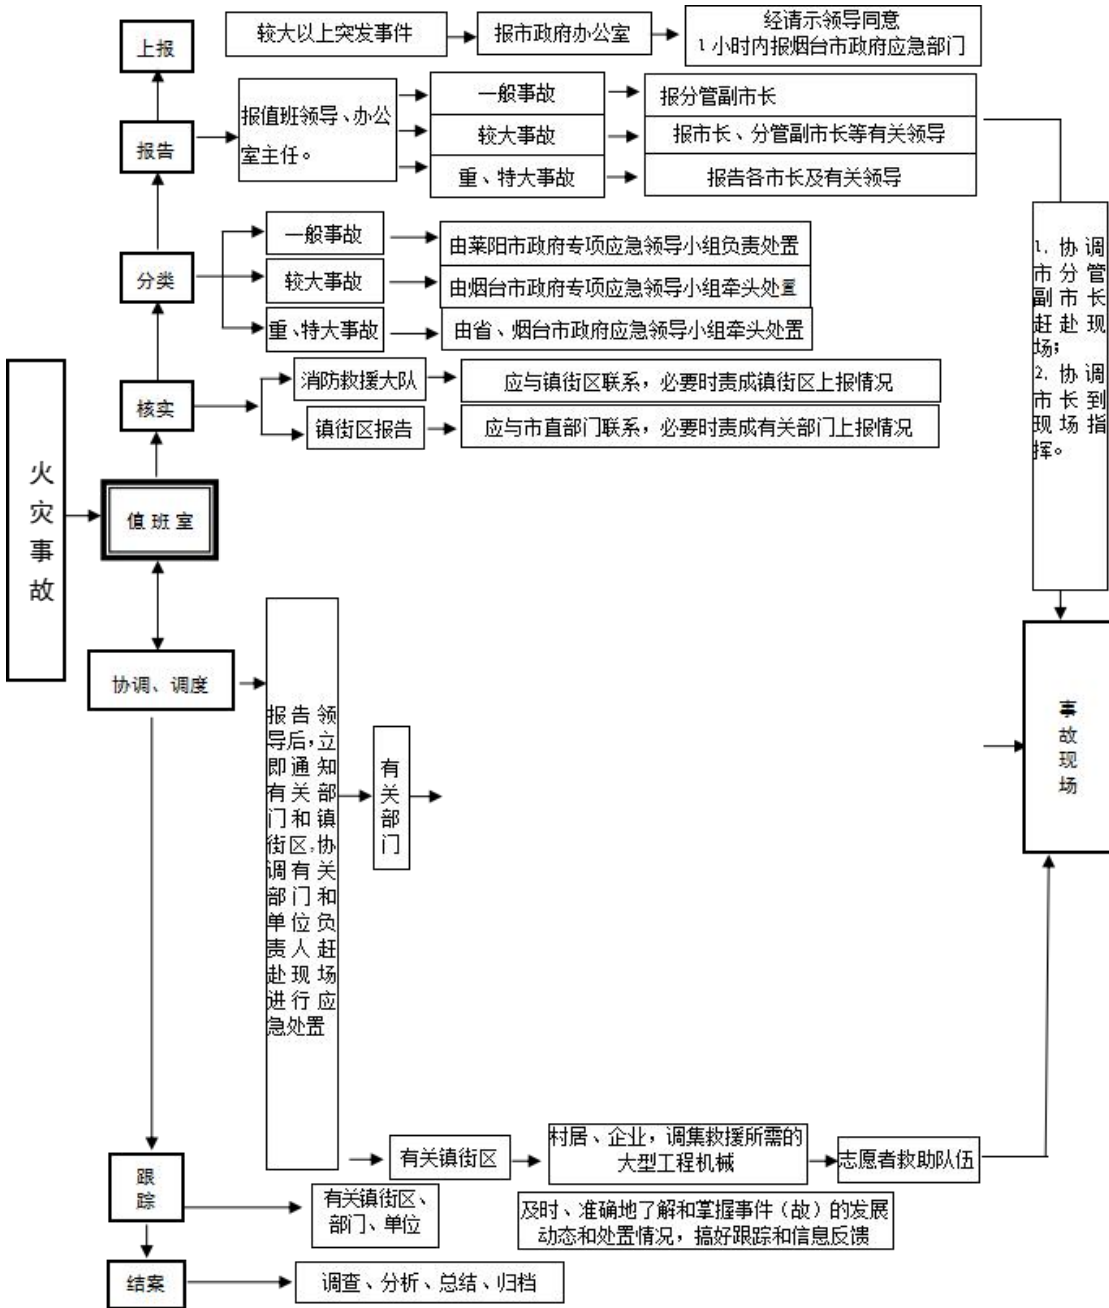 较大以上突发事件
报市政府办公室
经请示领导同意
1 小时内报烟台市政府应急部门
上报
报告
报值班领导、办公
室主任。
一般事故
报分管副市长
较大事故
报市长、分管副市长等有关领导
重、特大事故
报告各市长及有关领导
分类
一般事故
由莱阳市政府专项应急领导小组负责处置
较大事故
由烟台市政府专项应急领导小组牵头处置
重、特大事故
由省、烟台市政府应急领导小组牵头处置
1. 协调
市分管
副市长
赶赴现
场；
2. 协调
市长到
现场指
挥。
核实
消防救援大队
应与镇街区联系，必要时责成镇街区上报情况
镇街区报告
应与市直部门联系，必要时责成有关部门上报情况
火灾事故
值班室
协调、调度
报告领
导后，立
即通知
有关部
门和镇
街区，协
调有关
部门和
单位负
责人赶
赴现场
进行应
急处置
有关部门
事故现场
有关镇街区
村居、企业，调集救援所需的
大型工程机械
志愿者救助队伍
跟踪
有关镇街区、
部门、单位
及时、准确地了解和掌握事件（故）的发展
动态和处置情况，搞好跟踪和信息反馈
结案
调查、分析、总结、归档